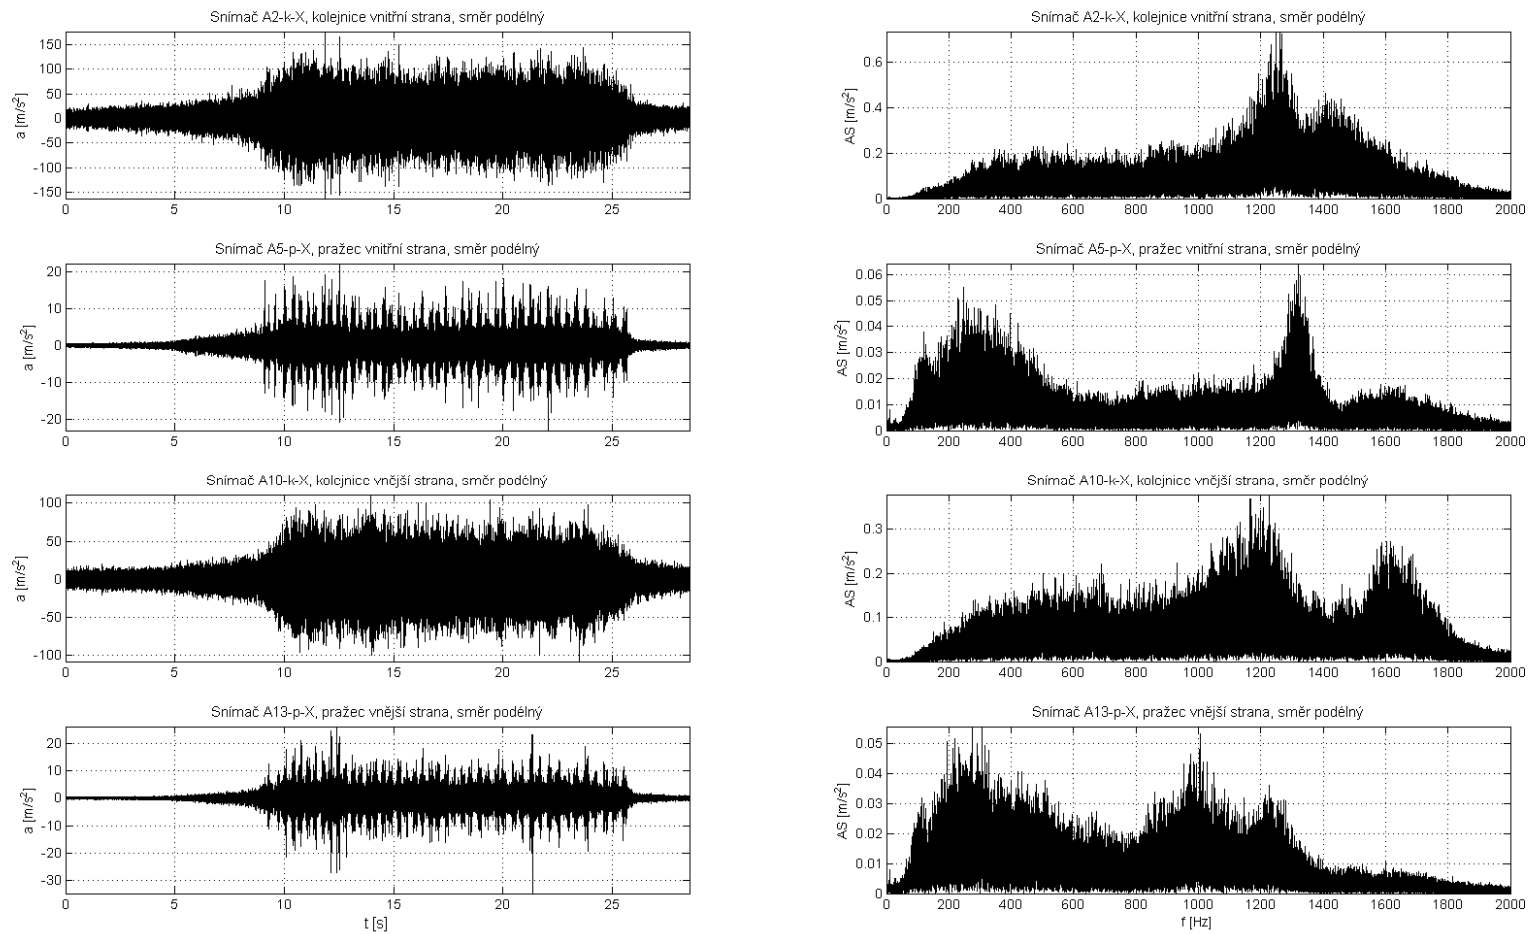 Snímač A2-k-X, kolejnice vnitřní strana, směr podélný
a [m/s²]
150
100
50
0
-50
-100
-150
0 5 10 15 20 25
Snímač A2-k-X, kolejnice vnitřní strana, směr podélný
AS [m/s²]
0.6
0.4
0.2
0
0 200 400 600 800 1000 1200 1400 1600 1800 2000
Snímač A5-p-X, pražec vnitřní strana, směr podélný
a [m/s²]
20
10
0
-10
-20
0 5 10 15 20 25
Snímač A5-p-X, pražec vnitřní strana, směr podélný
AS [m/s²]
0.06
0.05
0.04
0.03
0.02
0.01
0
0 200 400 600 800 1000 1200 1400 1600 1800 2000
Snímač A10-k-X, kolejnice vnější strana, směr podélný
a [m/s²]
100
50
0
-50
-100
0 5 10 15 20 25
Snímač A10-k-X, kolejnice vnější strana, směr podélný
AS [m/s²]
0.3
0.2
0.1
0
0 200 400 600 800 1000 1200 1400 1600 1800 2000
Snímač A13-p-X, pražec vnější strana, směr podélný
a [m/s²]
20
10
0
-10
-20
-30
0 5 10 15 20 25
t [s]
Snímač A13-p-X, pražec vnější strana, směr podélný
AS [m/s²]
0.05
0.04
0.03
0.02
0.01
0
0 200 400 600 800 1000 1200 1400 1600 1800 2000
f [Hz]